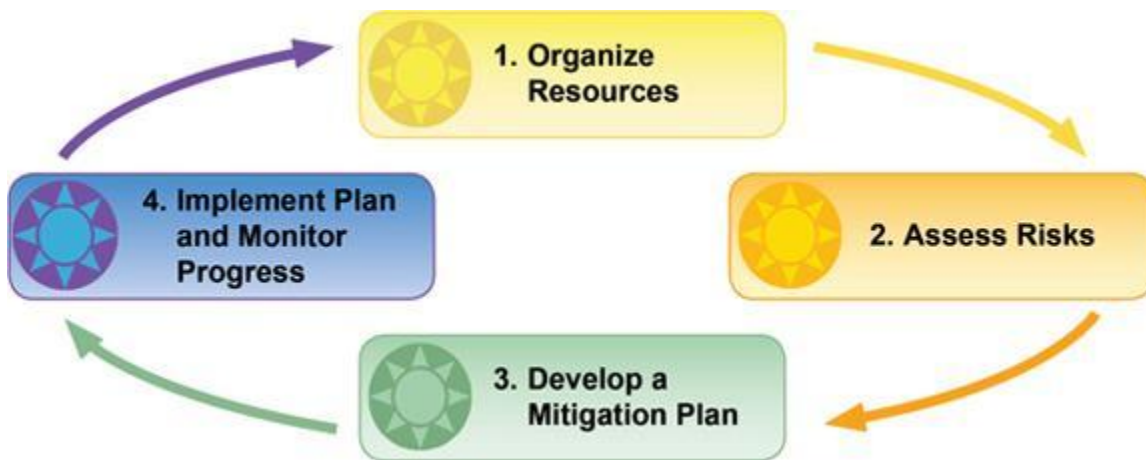 1. Organize
Resources
2. Assess Risks
3. Develop a
Mitigation Plan
4. Implement Plan
and Monitor
Progress